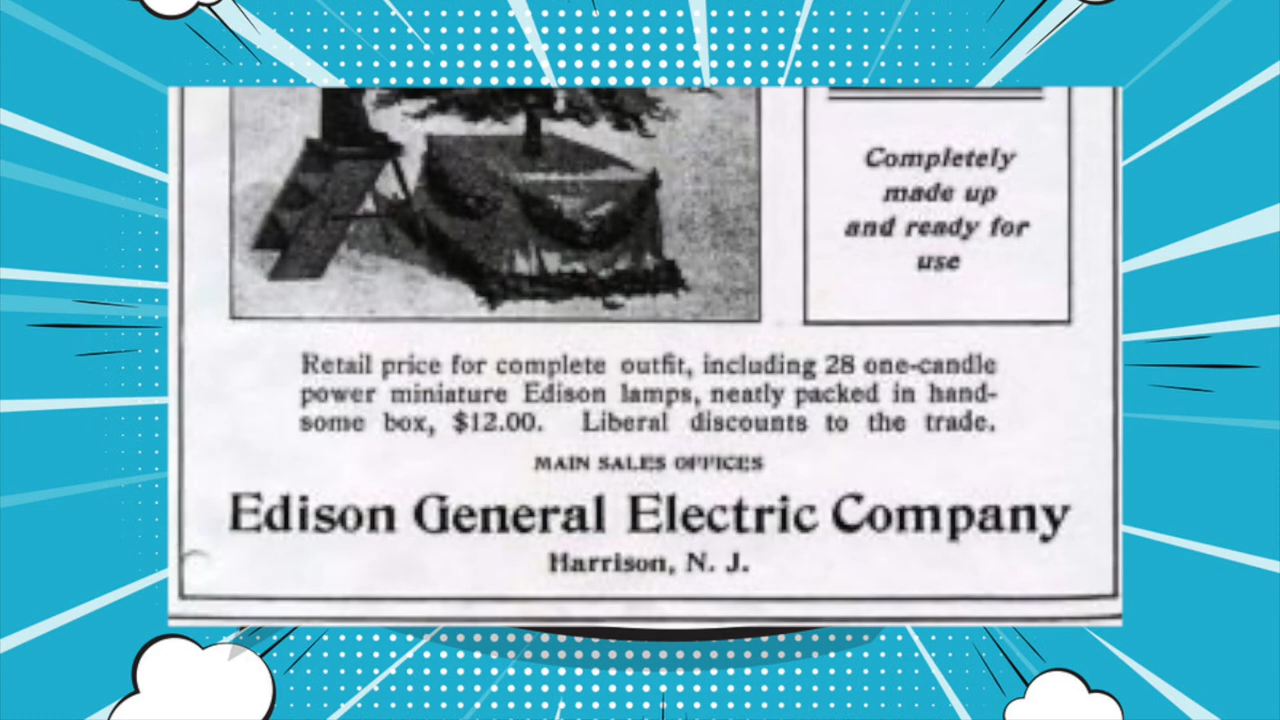 Completely
made up
and ready for
use
Retail price for complete outfit, including 28 one-candle
power miniature Edison lamps, neatly packed in hand-
some box, $12.00. Liberal discounts to the trade.
MAIN SALES OFFICES
Edison General Electric Company
Harrison, N. J.